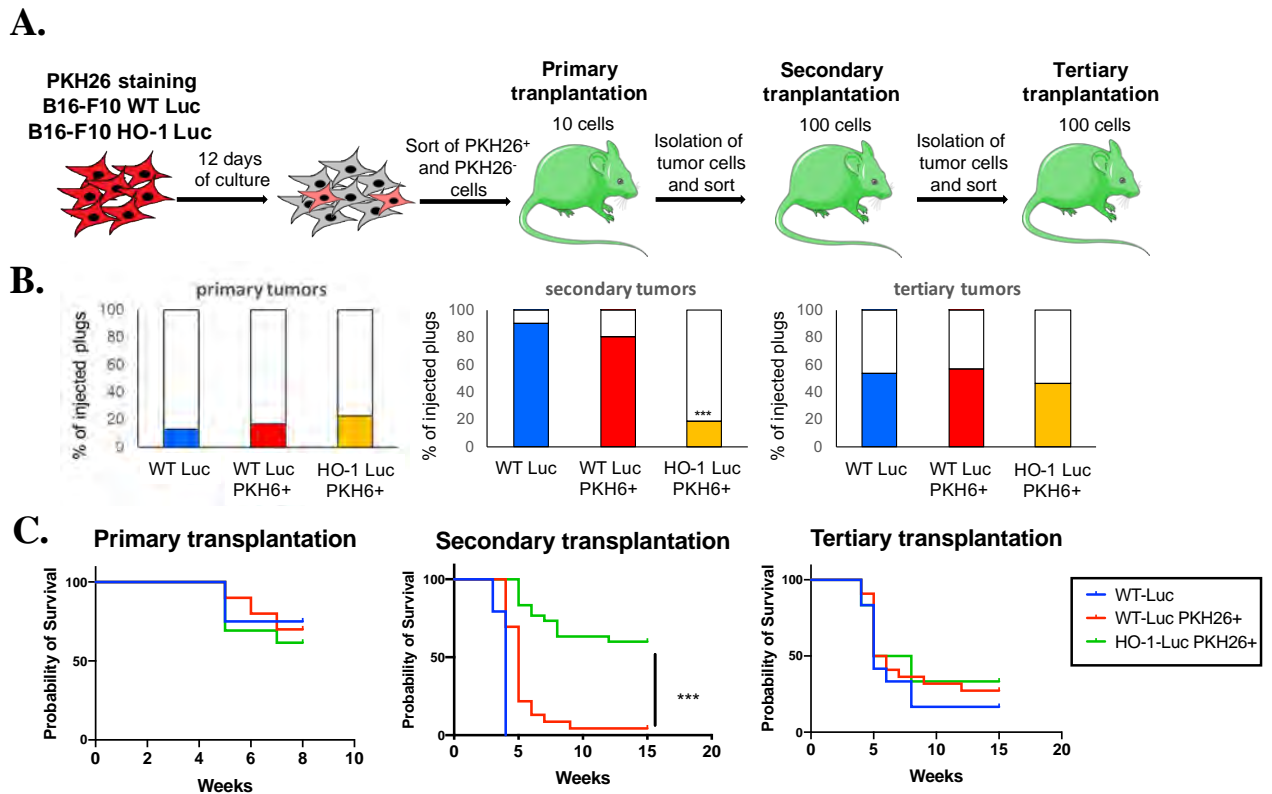 A.
PKH26 staining
B16-F10 WT Luc
B16-F10 HO-1 Luc
12 days
of culture
Sort of PKH26+
and PKH26-
cells
Primary
tranplantation
10 cells
Isolation of
tumor cells
and sort
Secondary
tranplantation
100 cells
Isolation of
tumor cells
and sort
Tertiary
tranplantation
100 cells
B.
primary tumors
% of injected plugs
100
80
60
40
20
0
WT Luc
WT Luc
PKH6+
HO-1 Luc
PKH6+
secondary tumors
% of injected plugs
100
80
60
40
20
0
***
WT Luc
WT Luc
PKH6+
HO-1 Luc
PKH6+
tertiary tumors
% of injected plugs
100
80
60
40
20
0
WT Luc
WT Luc
PKH6+
HO-1 Luc
PKH6+
C.
Primary transplantation
Probability of Survival
100
50
0
0 2 4 6 8 10
Weeks
Secondary transplantation
Probability of Survival
100
50
0
***
0 5 10 15 20
Weeks
Tertiary transplantation
Probability of Survival
100
50
0
0 5 10 15 20
Weeks
WT-Luc
WT-Luc PKH26+
HO-1-Luc PKH26+